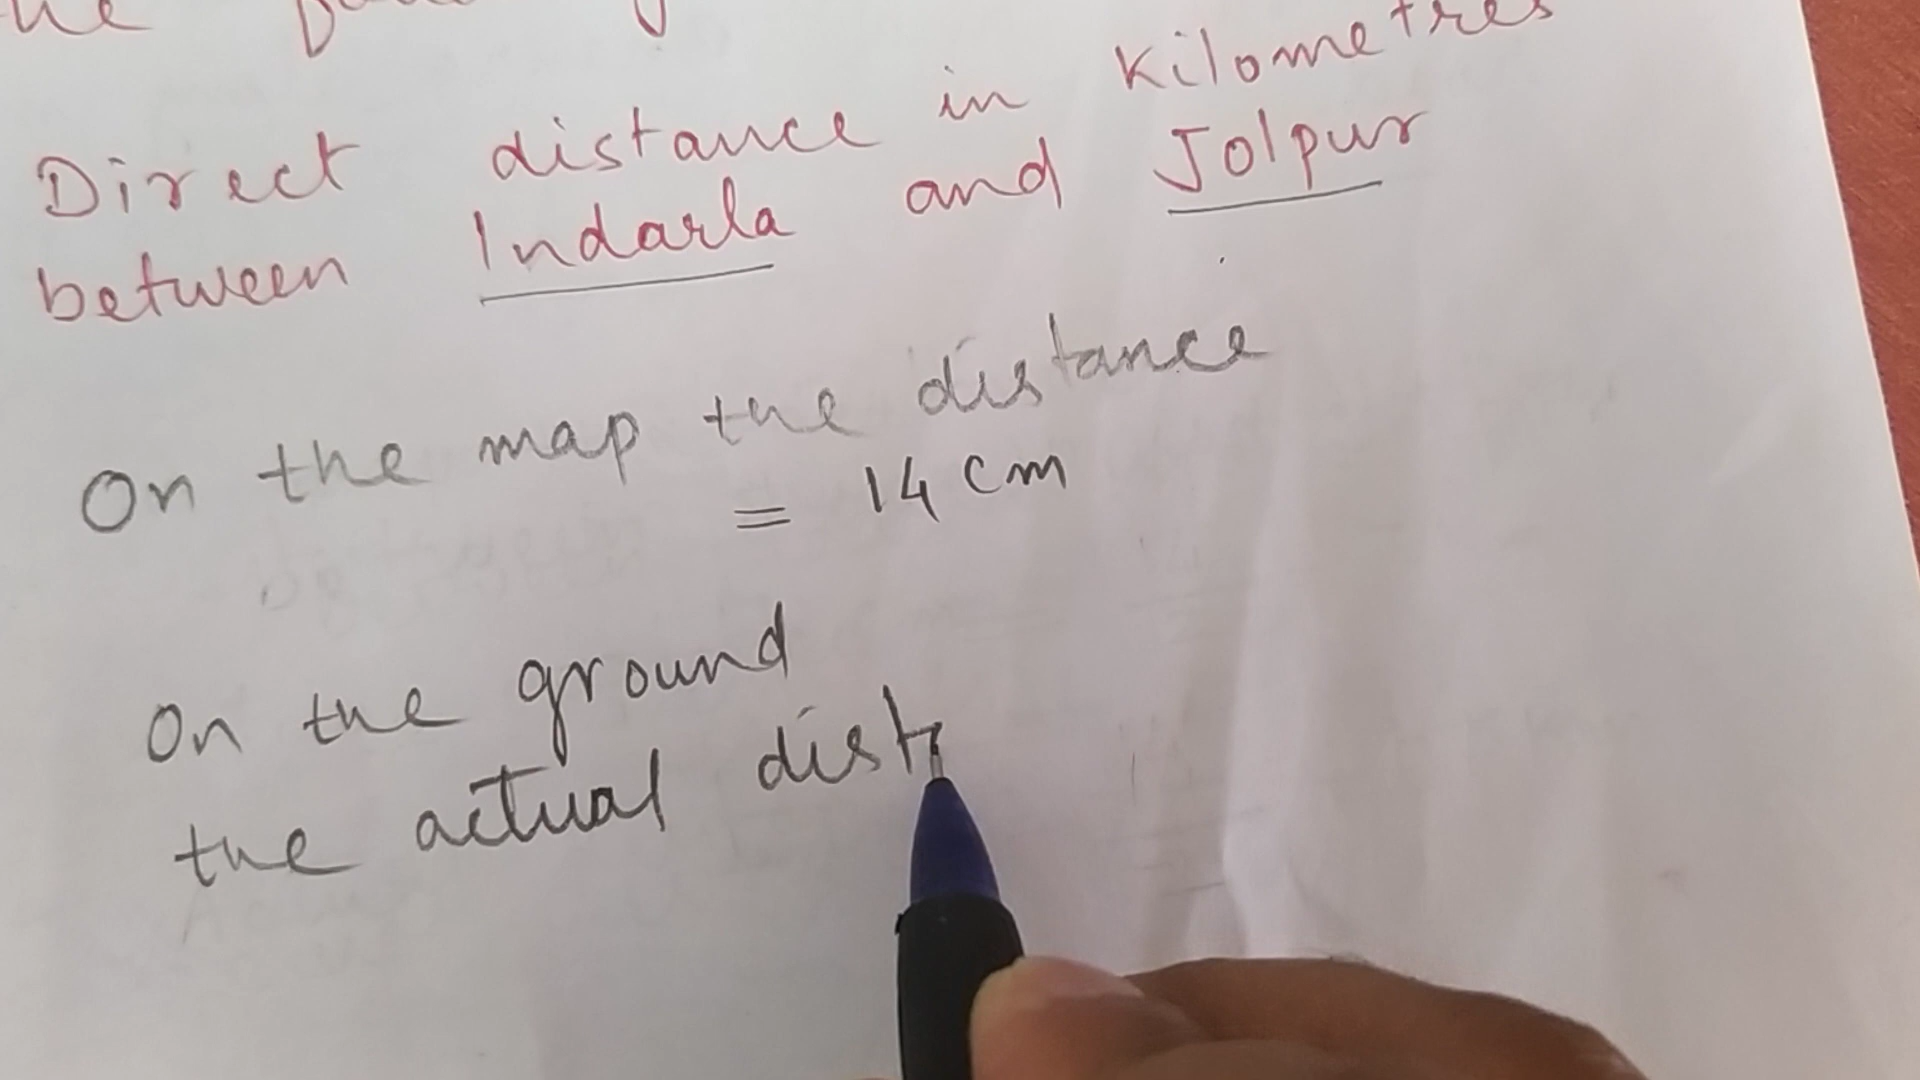 Direct distance in Kilometres
between Indarla and Jolpur
On the map the distance
= 14 cm
On the ground
the actual dist